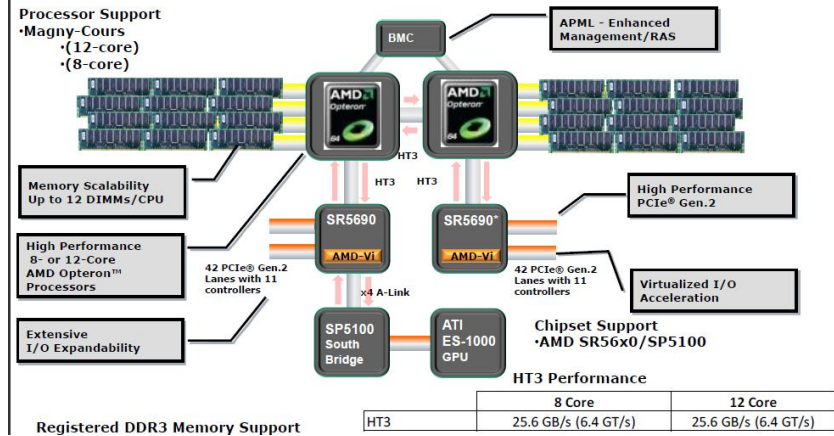 Processor Support
•Magny-Cours
•(12-core)
•(8-core)
BMC
APML - Enhanced
Management/RAS
AMD
Opteron
64
AMD
Opteron
64
HT3
HT3
HT3
Memory Scalability
Up to 12 DIMMs/CPU
High Performance
PCIe® Gen.2
SR5690
AMD-Vi
SR5690*
AMD-Vi
High Performance
8- or 12-Core
AMD Opteron™
Processors
42 PCIe® Gen.2
Lanes with 11
controllers
42 PCIe® Gen.2
Lanes with 11
controllers
Virtualized I/O
Acceleration
x4 A-Link
Extensive
I/O Expandability
SP5100
South
Bridge
ATI
ES-1000
GPU
Chipset Support
•AMD SR56x0/SP5100
HT3 Performance
8 Core 12 Core
HT3 25.6 GB/s (6.4 GT/s) 25.6 GB/s (6.4 GT/s)
Registered DDR3 Memory Support